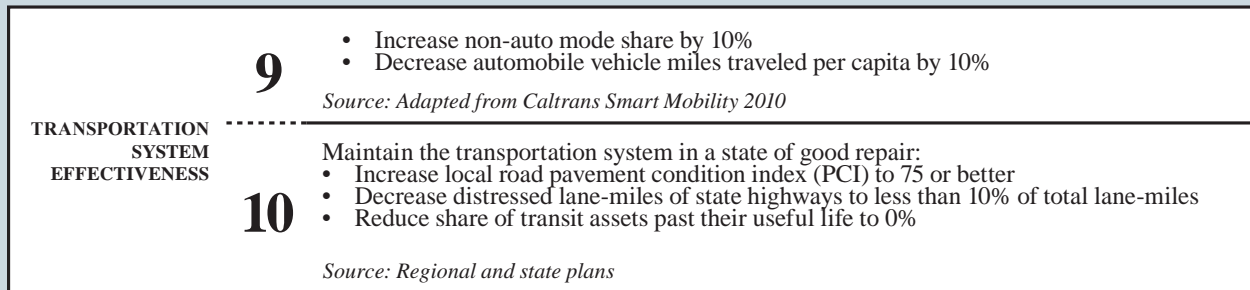 TRANSPORTATION
SYSTEM
EFFECTIVENESS
9
• Increase non-auto mode share by 10%
• Decrease automobile vehicle miles traveled per capita by 10%
Source: Adapted from Caltrans Smart Mobility 2010
10
Maintain the transportation system in a state of good repair:
• Increase local road pavement condition index (PCI) to 75 or better
• Decrease distressed lane-miles of state highways to less than 10% of total lane-miles
• Reduce share of transit assets past their useful life to 0%
Source: Regional and state plans